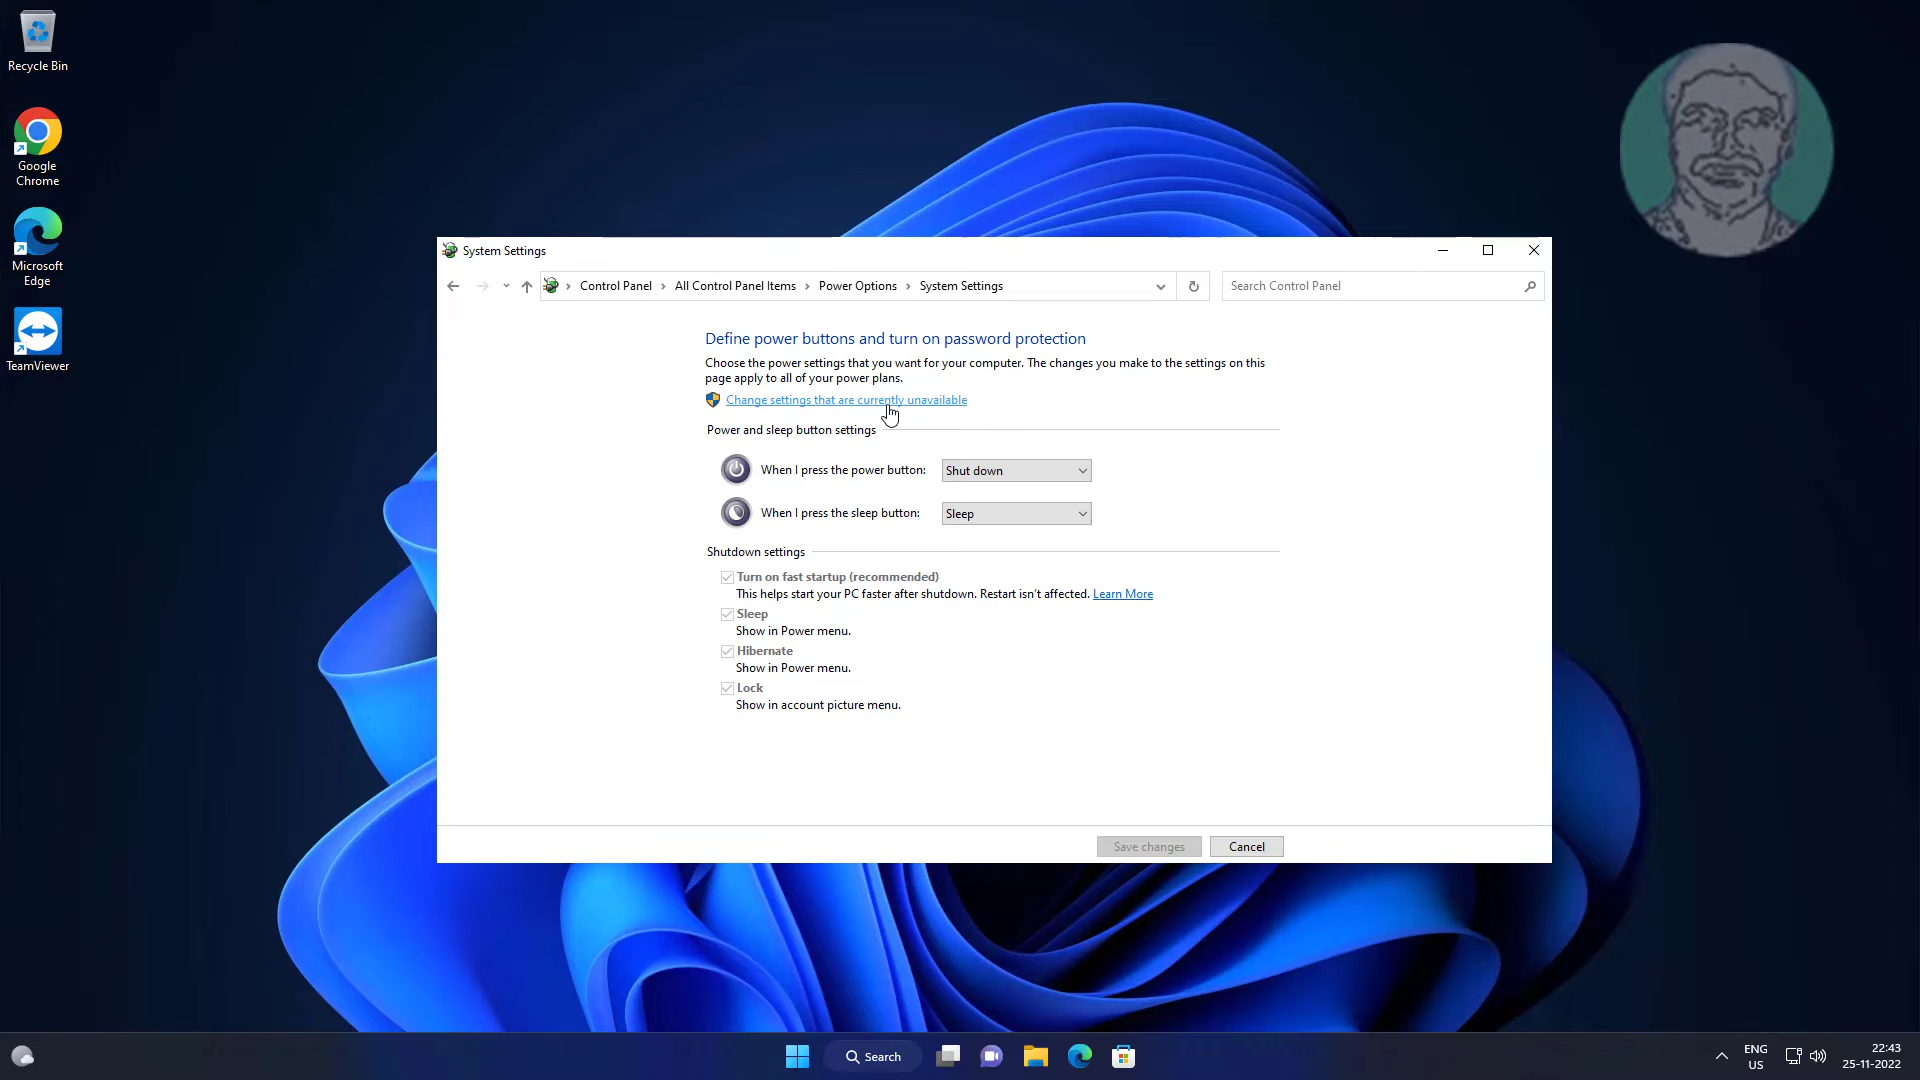 Recycle Bin
Google
Chrome
Microsoft
Edge
TeamViewer
System Settings
Control Panel
All Control Panel Items
Power Options
System Settings
Search Control Panel
Define power buttons and turn on password protection
Choose the power settings that you want for your computer. The changes you make to the settings on this
page apply to all of your power plans.
Change settings that are currently unavailable
Power and sleep button settings
When I press the power button:
Shut down
When I press the sleep button:
Sleep
Shutdown settings
Turn on fast startup (recommended)
This helps start your PC faster after shutdown. Restart isn't affected. Learn More
Sleep
Show in Power menu.
Hibernate
Show in Power menu.
Lock
Show in account picture menu.
Save changes
Cancel
Search
ENG
US
22:43
25-11-2022